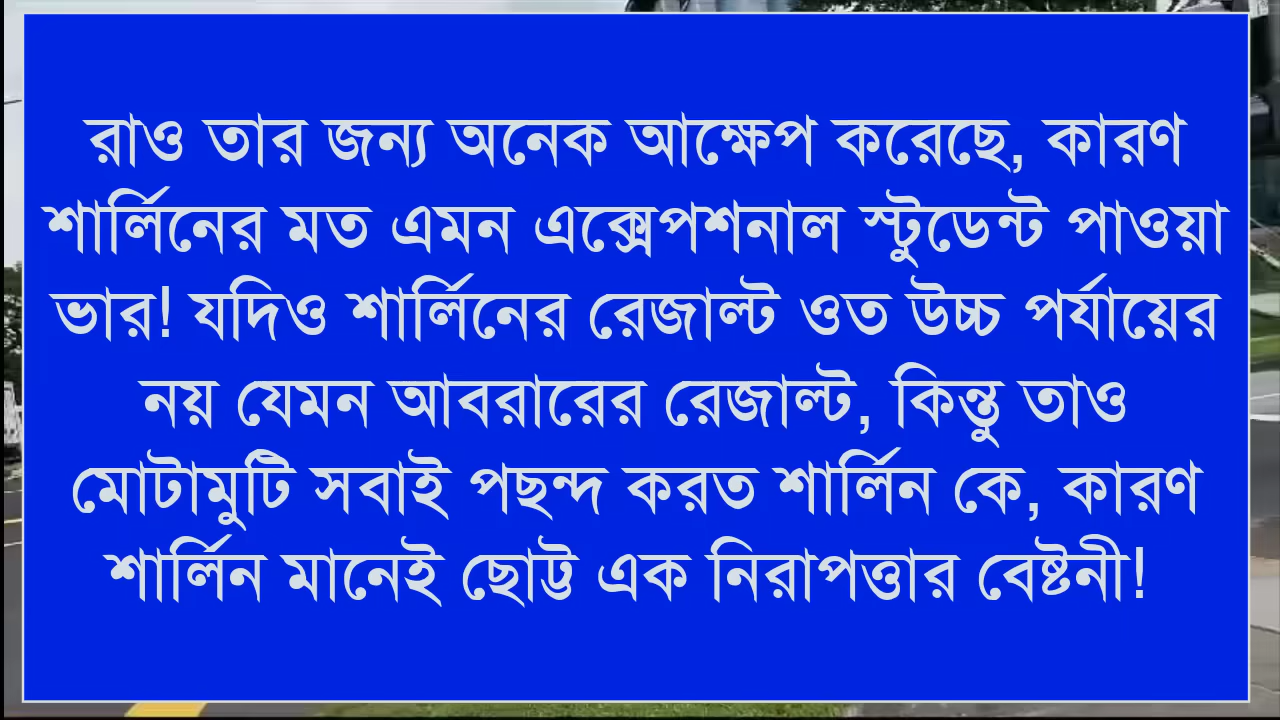 রাও তার জন্য অনেক আক্ষেপ করেছে, কারণ
শার্লিনের মত এমন এক্সেপশনাল স্টুডেন্ট পাওয়া
ভার! যদিও শার্লিনের রেজাল্ট ওত উচ্চ পর্যায়ের
নয় যেমন আবরারের রেজাল্ট, কিন্তু তাও
মোটামুটি সবাই পছন্দ করত শার্লিন কে, কারণ
শার্লিন মানেই ছোট্ট এক নিরাপত্তার বেষ্টনী!